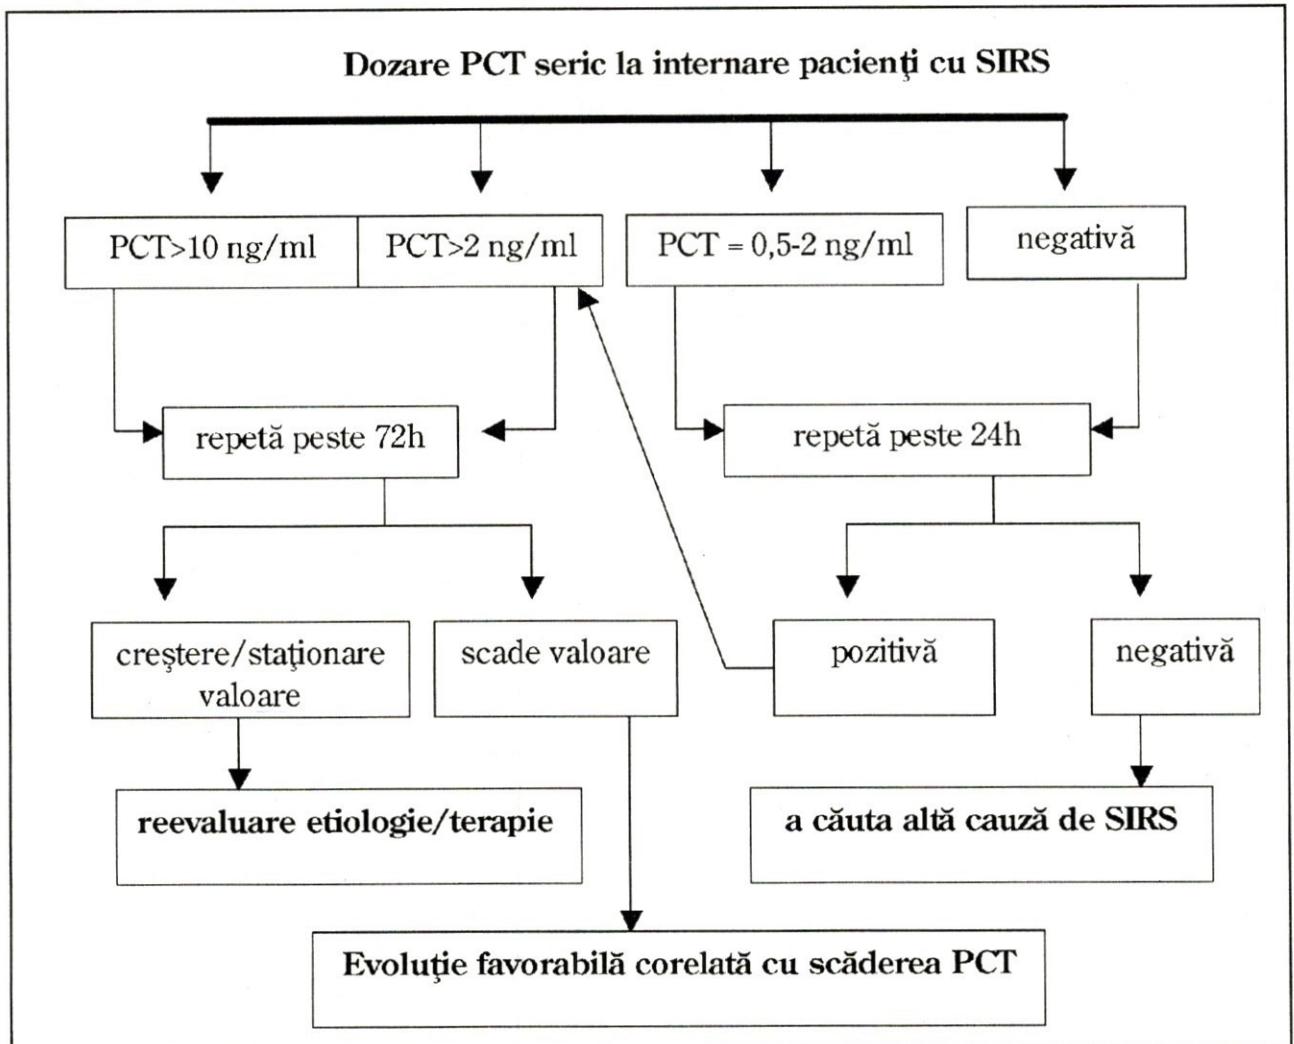 Dozare PCT seric la internare pacienţi cu SIRS
PCT>10 ng/ml
PCT>2 ng/ml
PCT = 0,5-2 ng/ml
negativă
repetă peste 72h
repetă peste 24h
creştere/staţionare
valoare
scade valoare
pozitivă
negativă
reevaluare etiologie/terapie
a căuta altă cauză de SIRS
Evoluţie favorabilă corelată cu scăderea PCT